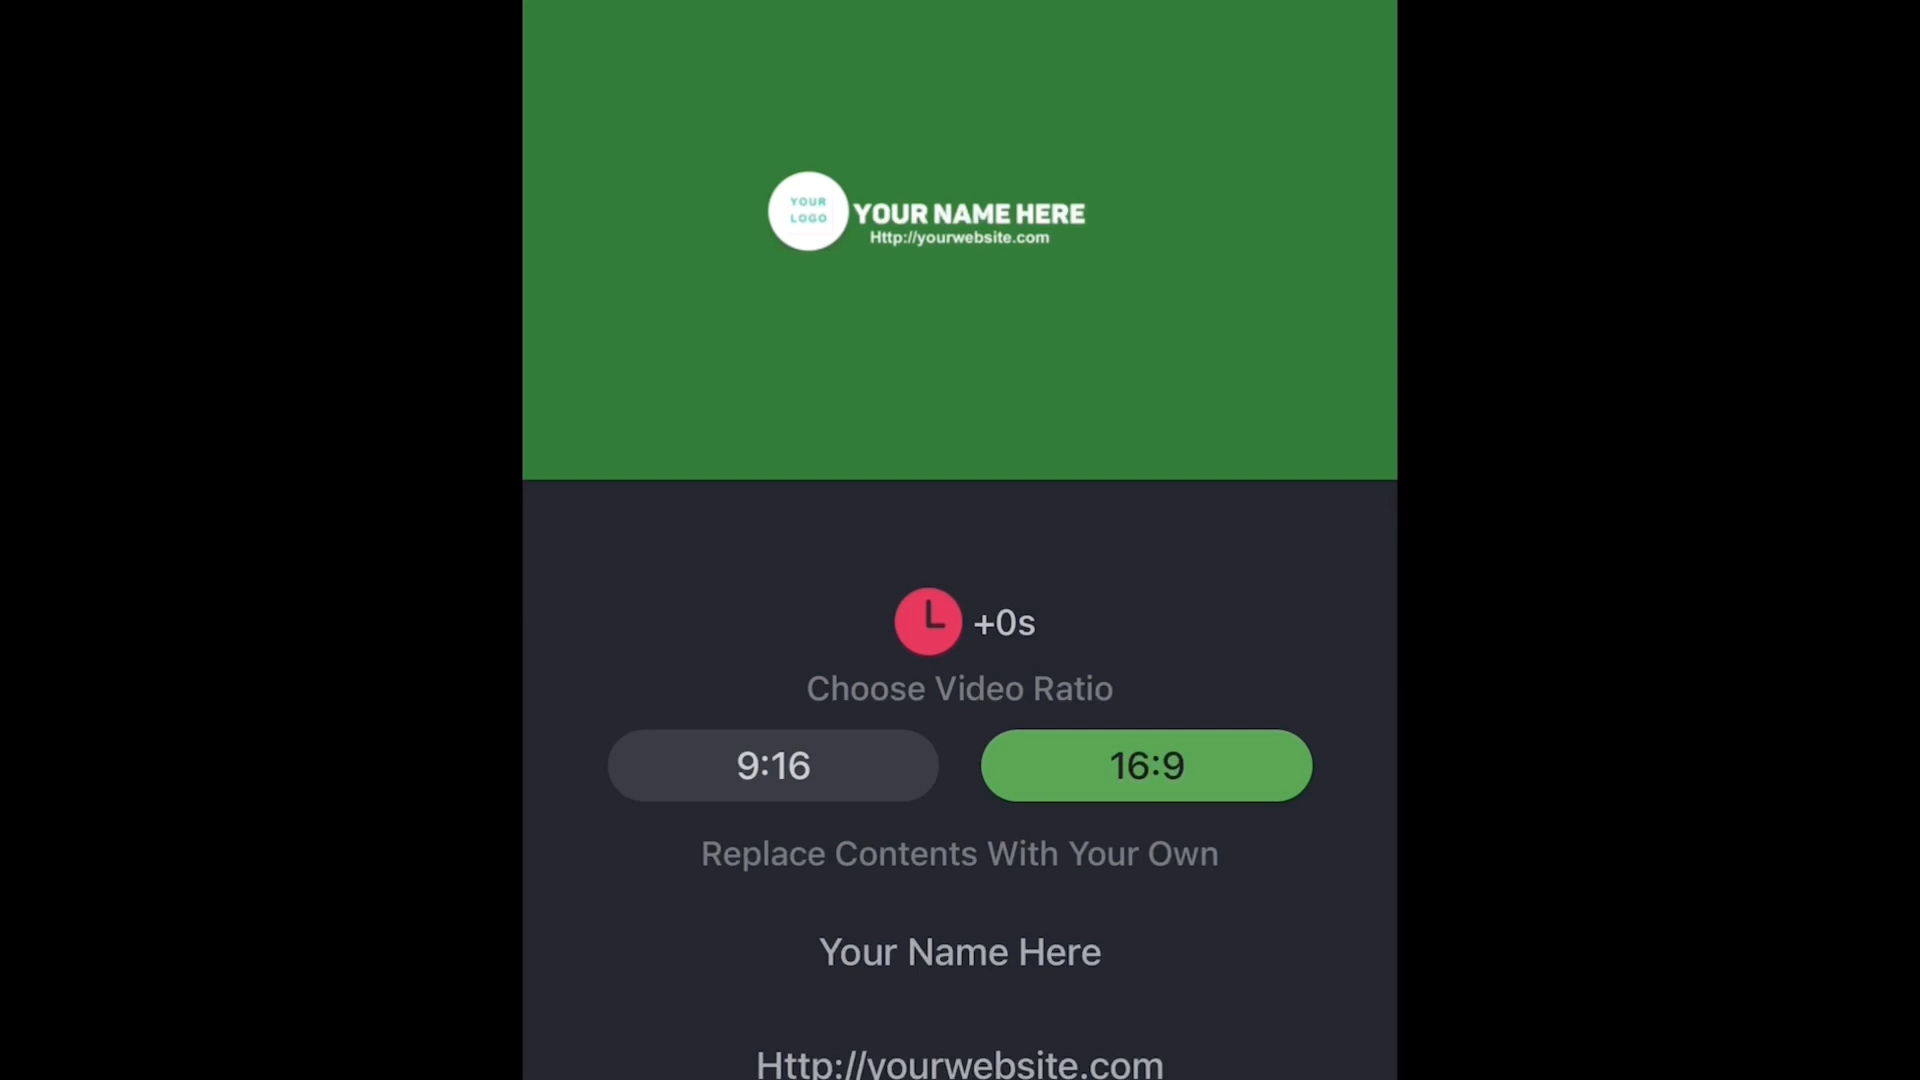 YOUR
LOGO
YOUR NAME HERE
Http://yourwebsite.com
+0s
Choose Video Ratio
9:16
16:9
Replace Contents With Your Own
Your Name Here
Http://yourwebsite.com